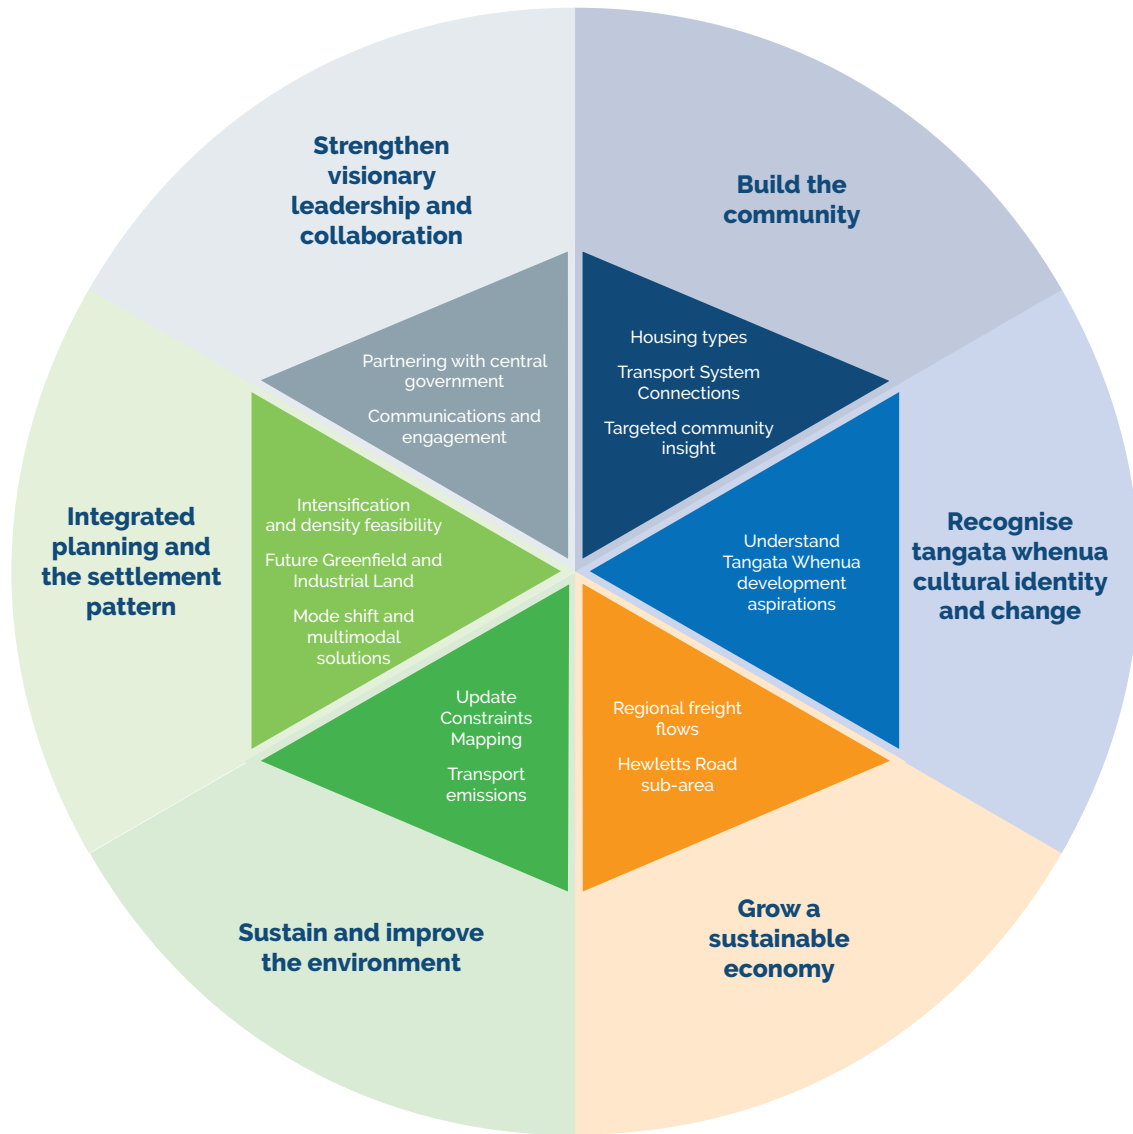 Strengthen
visionary
leadership and
collaboration
Build the
community
Partnering with central
government
Communications and
engagement
Housing types
Transport System
Connections
Targeted community
insight
Integrated
planning and
the settlement
pattern
Intensification
and density feasibility
Future Greenfield and
Industrial Land
Mode shift and
multimodal
solutions
Understand
Tangata Whenua
development
aspirations
Recognise
tangata whenua
cultural identity
and change
Update
Constraints
Mapping
Transport
emissions
Regional freight
flows
Hewletts Road
sub-area
Sustain and improve
the environment
Grow a
sustainable
economy